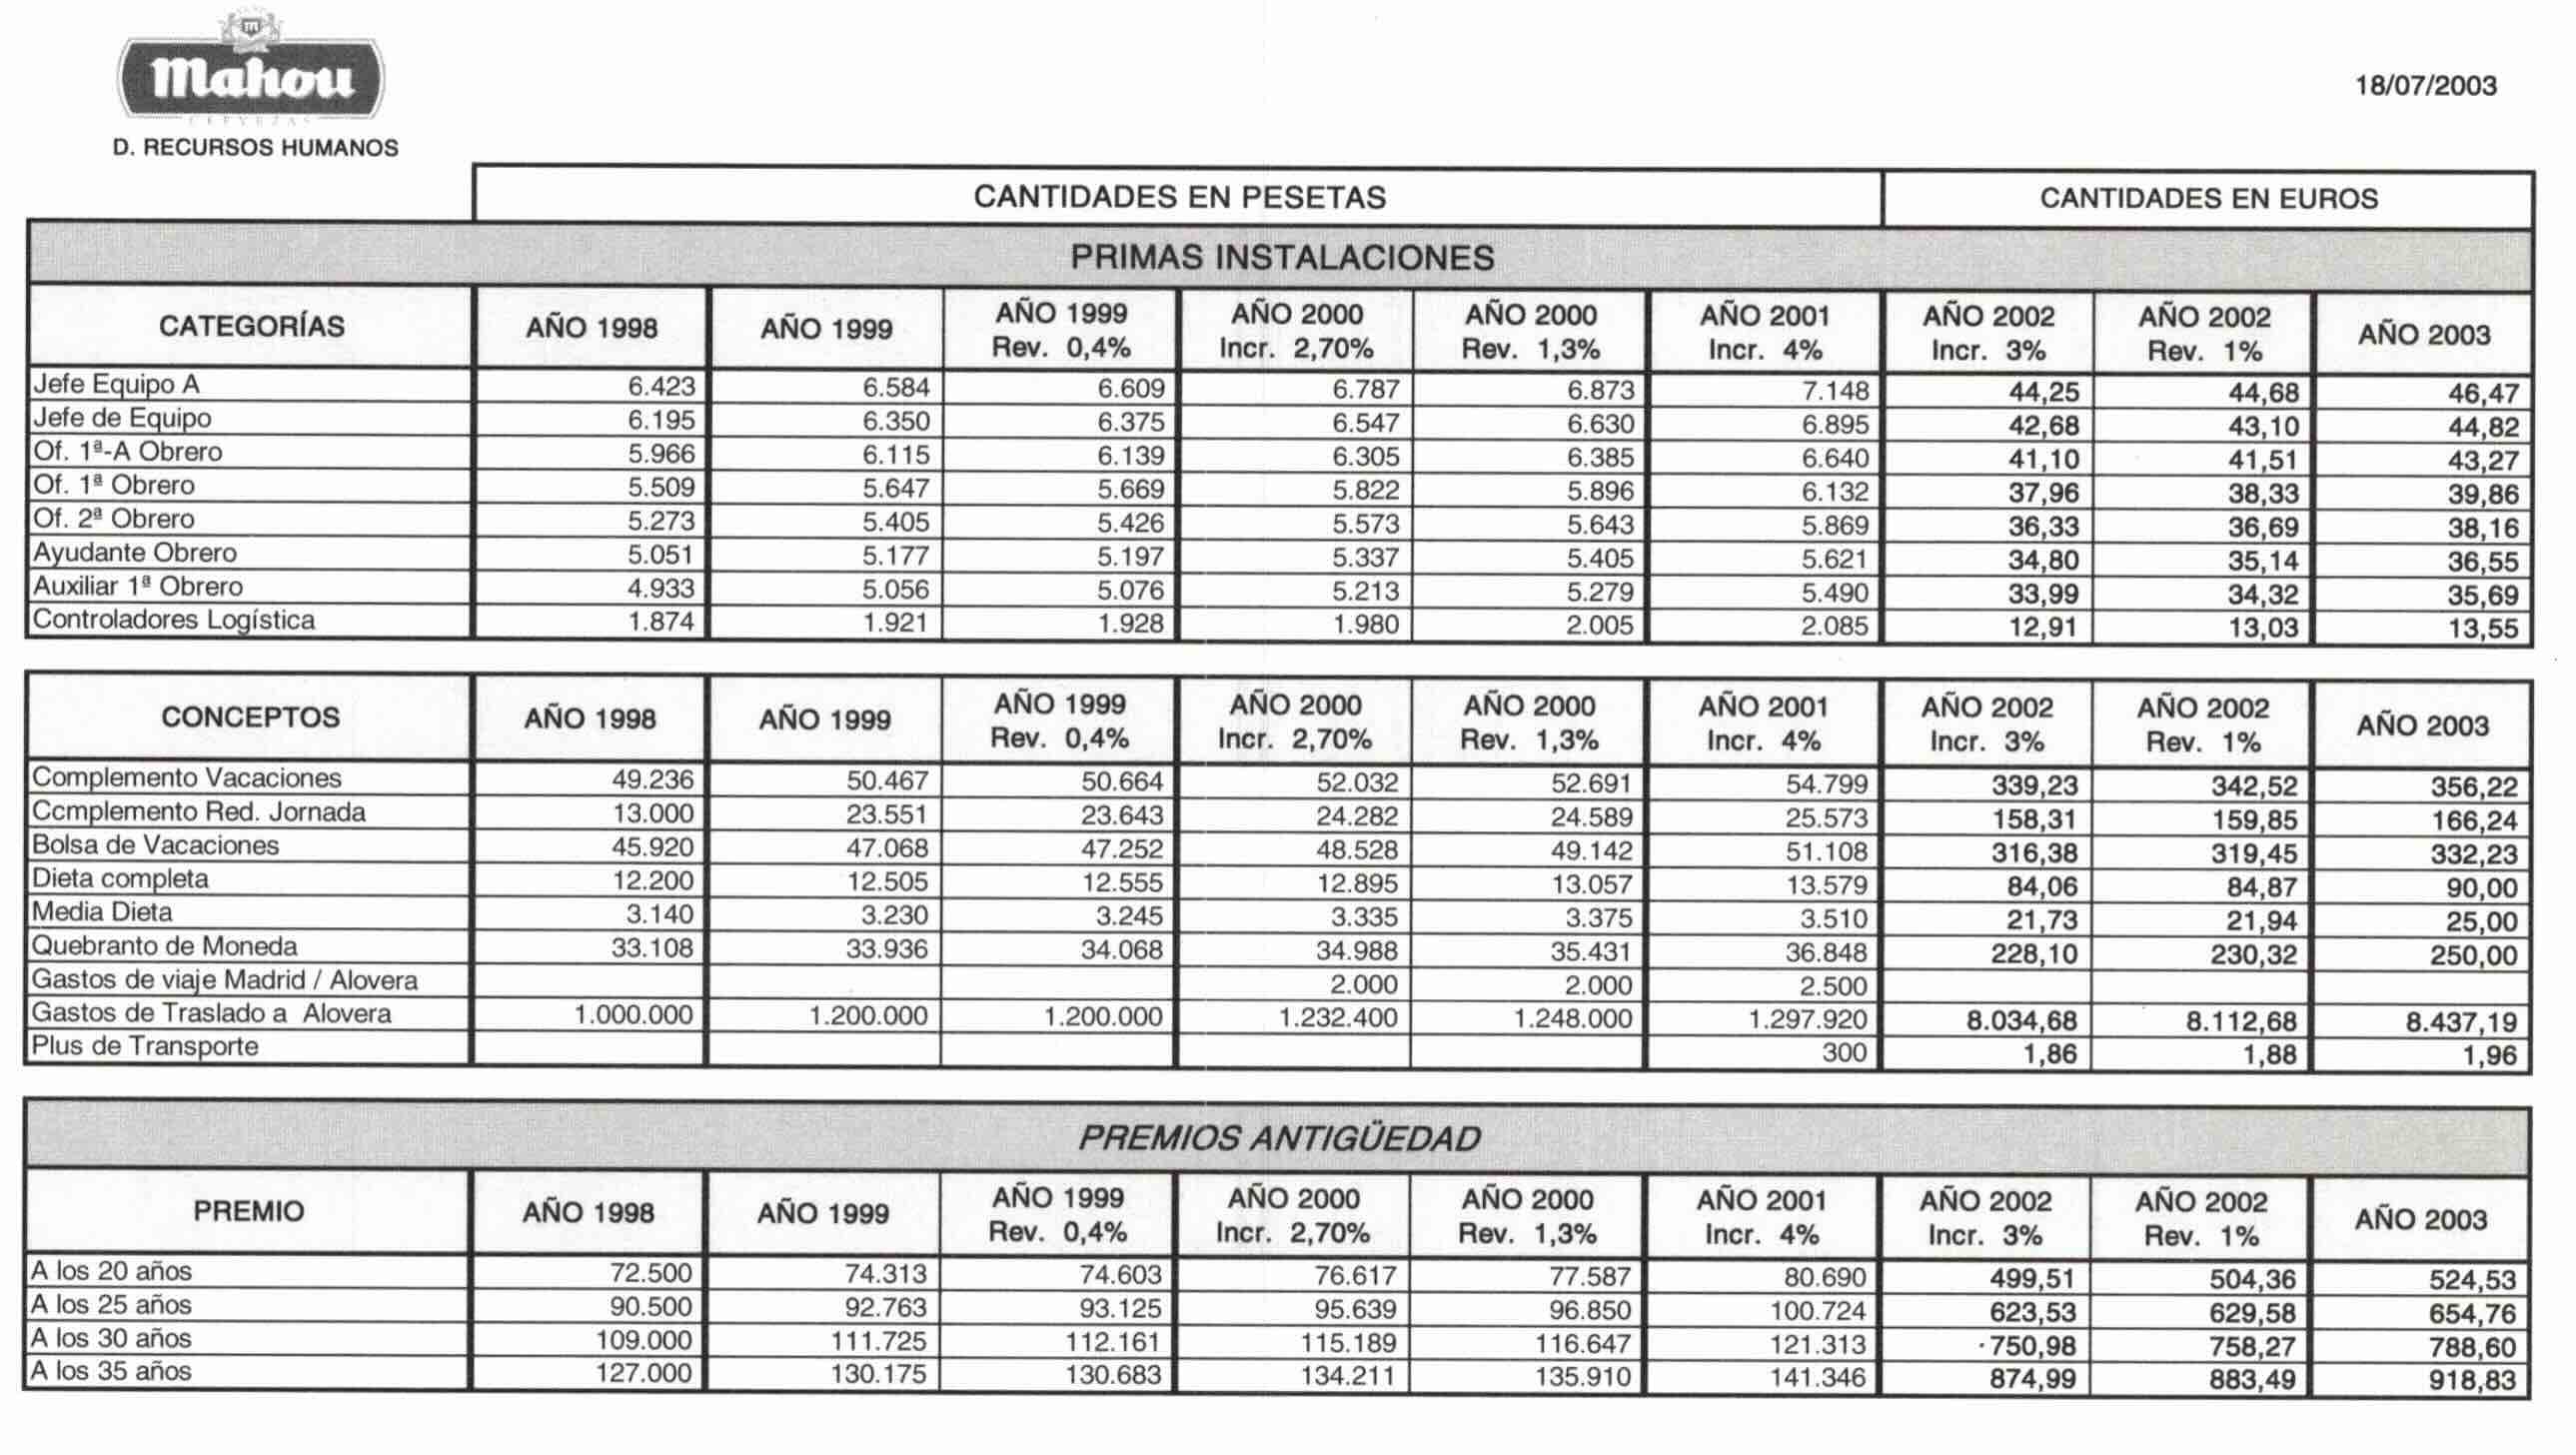 Mahou
CERVEZAS
D. RECURSOS HUMANOS
18/07/2003
CANTIDADES EN PESETAS CANTIDADES EN EUROS
PRIMAS INSTALACIONES
CATEGORÍAS AÑO 1998 AÑO 1999 AÑO 1999 AÑO 2000 AÑO 2000 AÑO 2001 AÑO 2002 AÑO 2002 AÑO 2003
Rev. 0,4% Incr. 2,70% Rev. 1,3% Incr. 4% Incr. 3% Rev. 1%
Jefe Equipo A 6.423 6.584 6.609 6.787 6.873 7.148 44,25 44,68 46,47
Jefe de Equipo 6.195 6.350 6.375 6.547 6.630 6.895 42,68 43,10 44,82
Of. 1ª-A Obrero 5.966 6.115 6.139 6.305 6.385 6.640 41,10 41,51 43,27
Of. 1ª Obrero 5.509 5.647 5.669 5.822 5.896 6.132 37,96 38,33 39,86
Of. 2ª Obrero 5.273 5.405 5.426 5.573 5.643 5.869 36,33 36,69 38,16
Ayudante Obrero 5.051 5.177 5.197 5.337 5.405 5.621 34,80 35,14 36,55
Auxiliar 1ª Obrero 4.933 5.056 5.076 5.213 5.279 5.490 33,99 34,32 35,69
Controladores Logística 1.874 1.921 1.928 1.980 2.005 2.085 12,91 13,03 13,55
CONCEPTOS AÑO 1998 AÑO 1999 AÑO 1999 AÑO 2000 AÑO 2000 AÑO 2001 AÑO 2002 AÑO 2002 AÑO 2003
Rev. 0,4% Incr. 2,70% Rev. 1,3% Incr. 4% Incr. 3% Rev. 1%
Complemento Vacaciones 49.236 50.467 50.664 52.032 52.691 54.799 339,23 342,52 356,22
Ccmplemento Red. Jornada 13.000 23.551 23.643 24.282 24.589 25.573 158,31 159,85 166,24
Bolsa de Vacaciones 45.920 47.068 47.252 48.528 49.142 51.108 316,38 319,45 332,23
Dieta completa 12.200 12.505 12.555 12.895 13.057 13.579 84,06 84,87 90,00
Media Dieta 3.140 3.230 3.245 3.335 3.375 3.510 21,73 21,94 25,00
Quebranto de Moneda 33.108 33.936 34.068 34.988 35.431 36.848 228,10 230,32 250,00
Gastos de viaje Madrid / Alovera 2.000 2.000 2.500
Gastos de Traslado a Alovera 1.000.000 1.200.000 1.200.000 1.232.400 1.248.000 1.297.920 8.034,68 8.112,68 8.437,19
Plus de Transporte 300 1,86 1,88 1,96
PREMIOS ANTIGÜEDAD
PREMIO AÑO 1998 AÑO 1999 AÑO 1999 AÑO 2000 AÑO 2000 AÑO 2001 AÑO 2002 AÑO 2002 AÑO 2003
Rev. 0,4% Incr. 2,70% Rev. 1,3% Incr. 4% Incr. 3% Rev. 1%
A los 20 años 72.500 74.313 74.603 76.617 77.587 80.690 499,51 504,36 524,53
A los 25 años 90.500 92.763 93.125 95.639 96.850 100.724 623,53 629,58 654,76
A los 30 años 109.000 111.725 112.161 115.189 116.647 121.313 750,98 758,27 788,60
A los 35 años 127.000 130.175 130.683 134.211 135.910 141.346 874,99 883,49 918,83